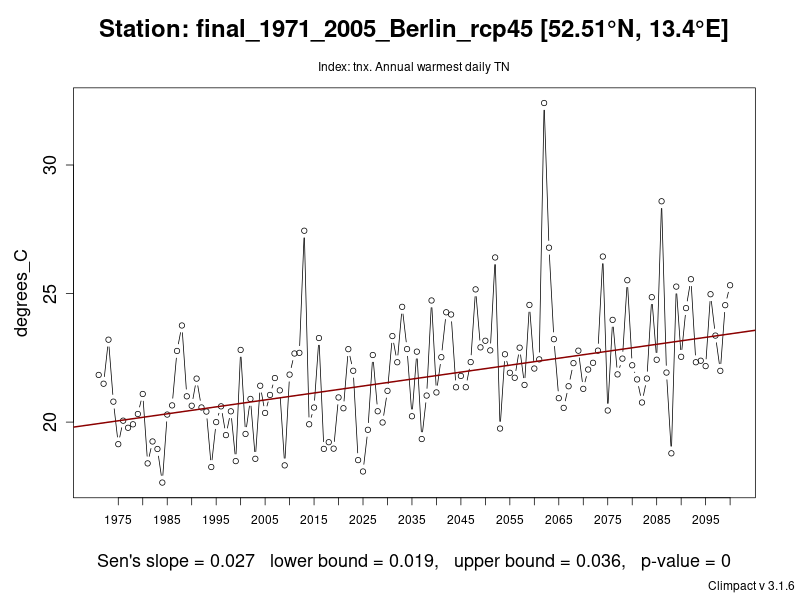 Station: final_1971_2005_Berlin_rcp45 [52.51°N, 13.4°E]
Index: tnx. Annual warmest daily TN
degrees_C
30
25
20
1975 1985 1995 2005 2015 2025 2035 2045 2055 2065 2075 2085 2095
Sen's slope = 0.027 lower bound = 0.019, upper bound = 0.036, p-value = 0
Climpact v 3.1.6